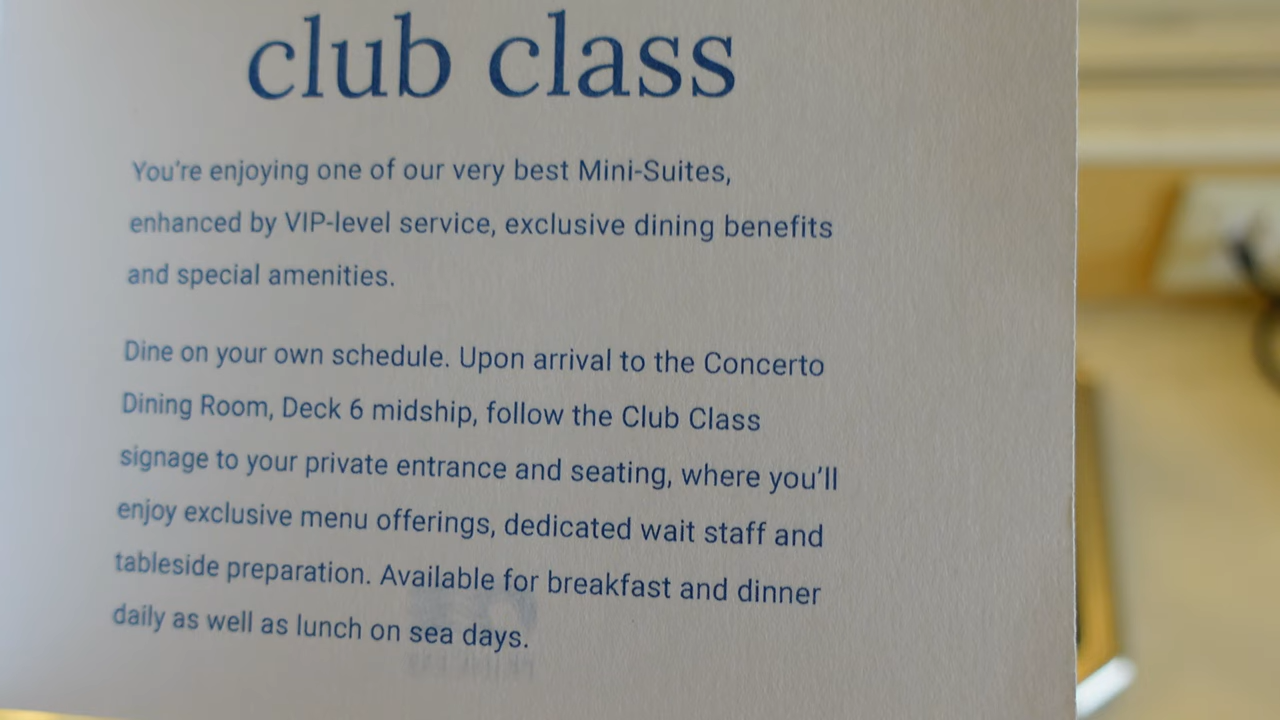 club class
You're enjoying one of our very best Mini-Suites,
enhanced by VIP-level service, exclusive dining benefits
and special amenities.
Dine on your own schedule. Upon arrival to the Concerto
Dining Room, Deck 6 midship, follow the Club Class
signage to your private entrance and seating, where you'll
enjoy exclusive menu offerings, dedicated wait staff and
tableside preparation. Available for breakfast and dinner
daily as well as lunch on sea days.